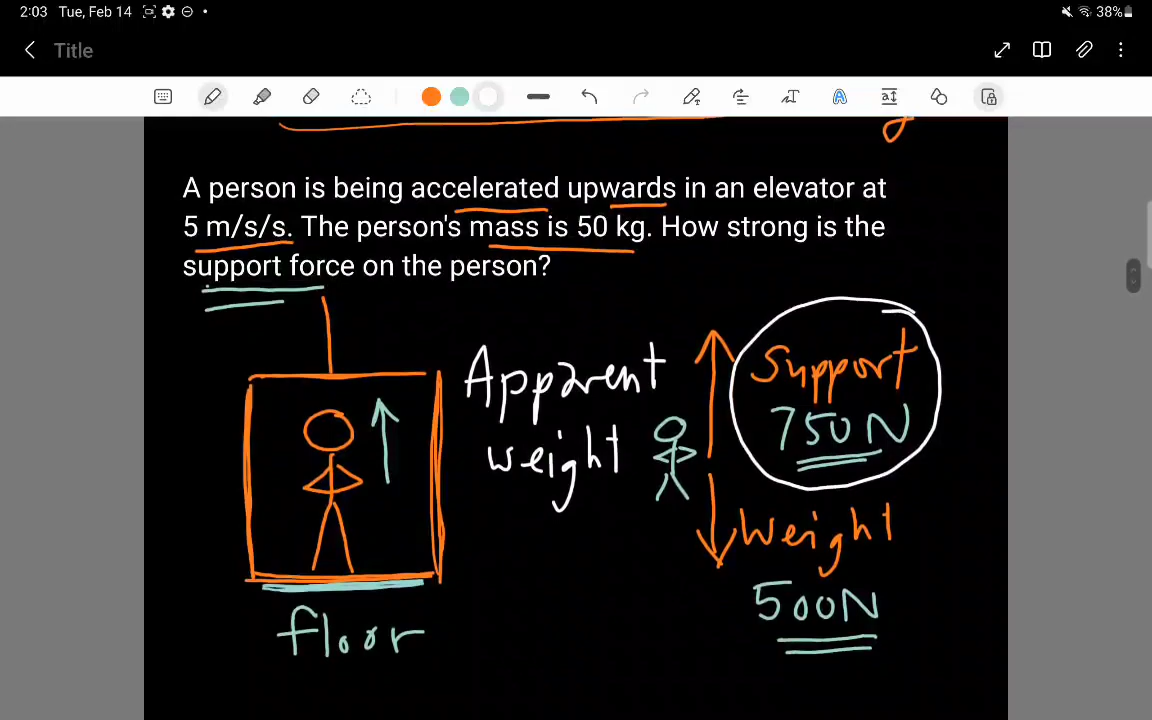 2:03 Tue, Feb 14
38%
Title
A person is being accelerated upwards in an elevator at
5 m/s/s. The person's mass is 50 kg. How strong is the
support force on the person?
Apparent
weight
Support
750N
Weight
500N
floor